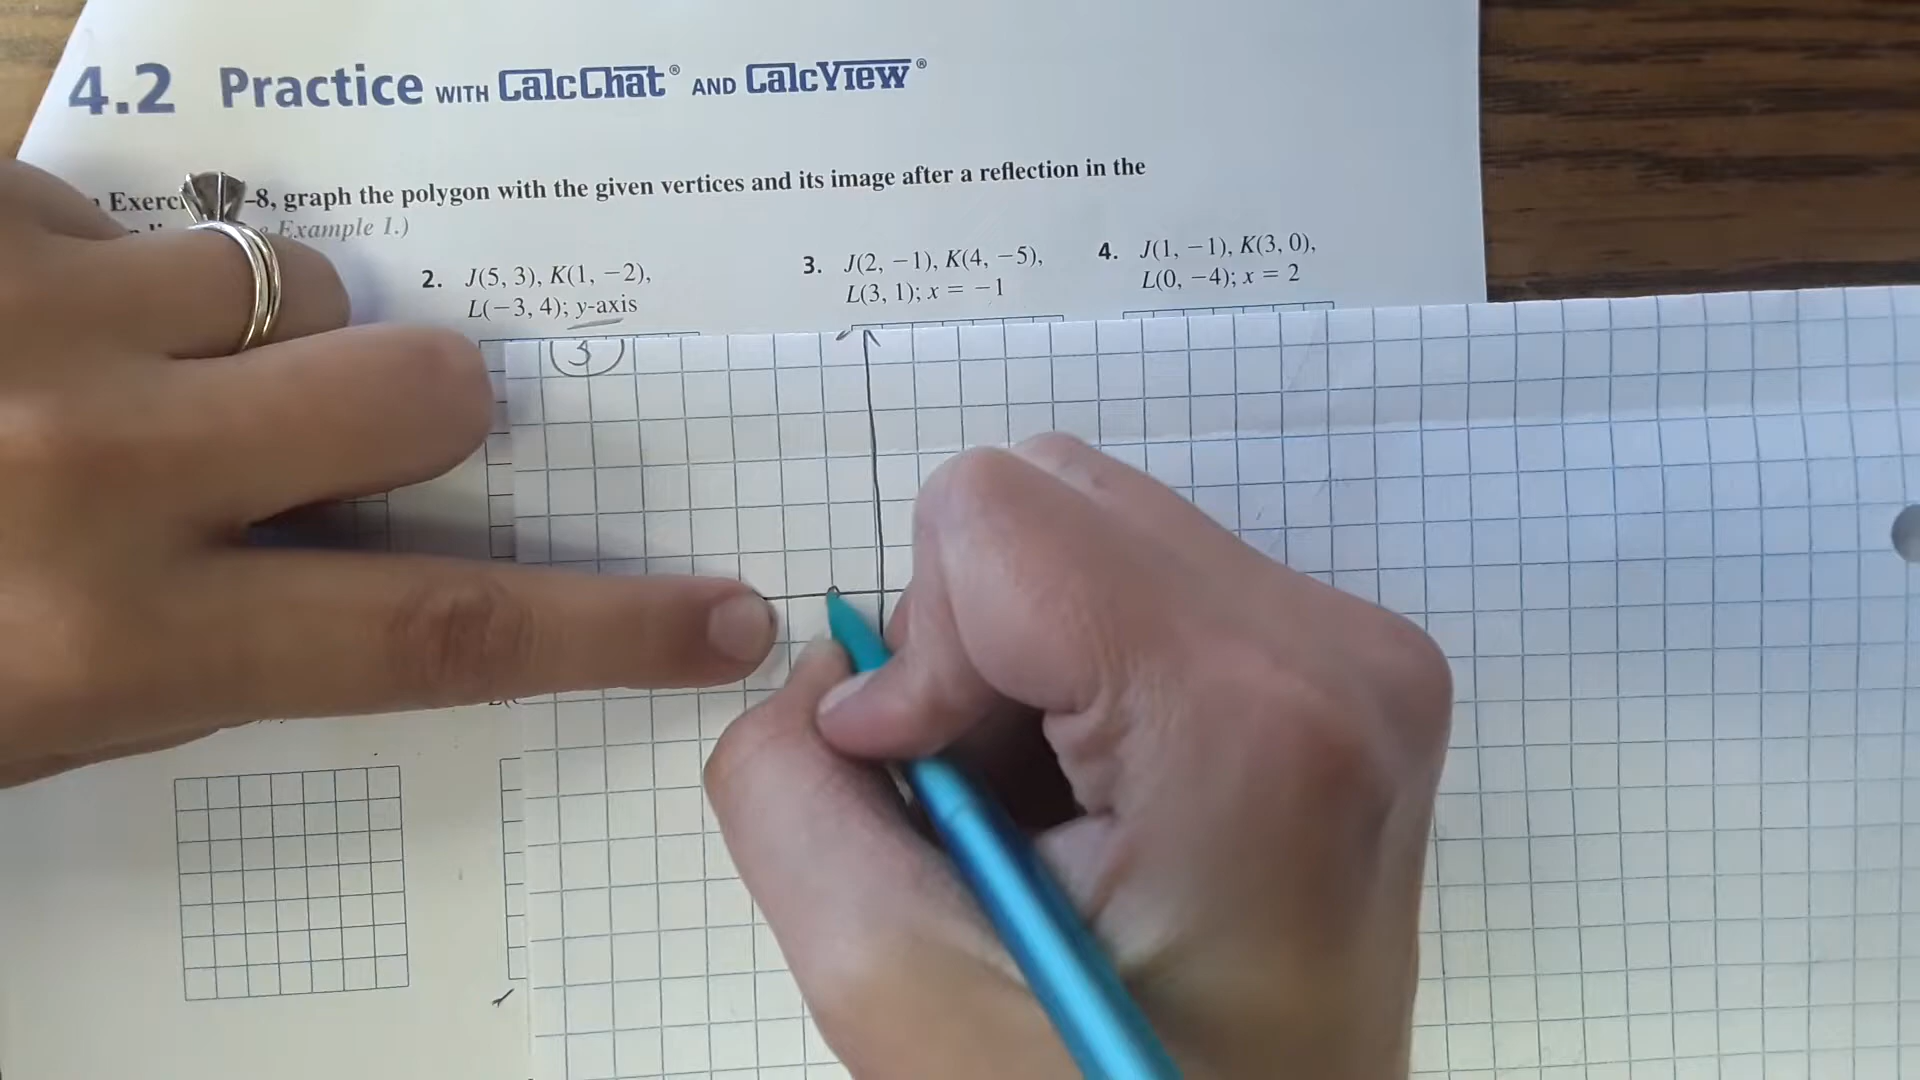 4.2 Practice WITH CalcChat® AND CalcVIEW®
-8, graph the polygon with the given vertices and its image after a reflection in the
Example 1.)
2. J(5, 3), K(1, −2),
L(−3, 4); y-axis
3. J(2, −1), K(4, −5),
L(3, 1); x = −1
4. J(1, −1), K(3, 0),
L(0, −4); x = 2
3